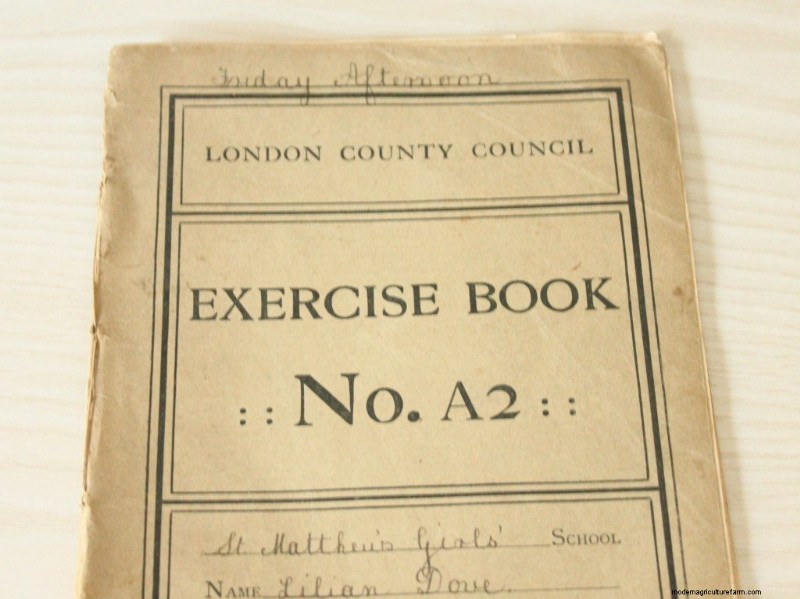 Friday Afternoon
LONDON COUNTY COUNCIL
EXERCISE BOOK
:: No. A2 ::
St Matthew's Girls' SCHOOL
NAME Lilian Dove.
modernagriculturefarm.com